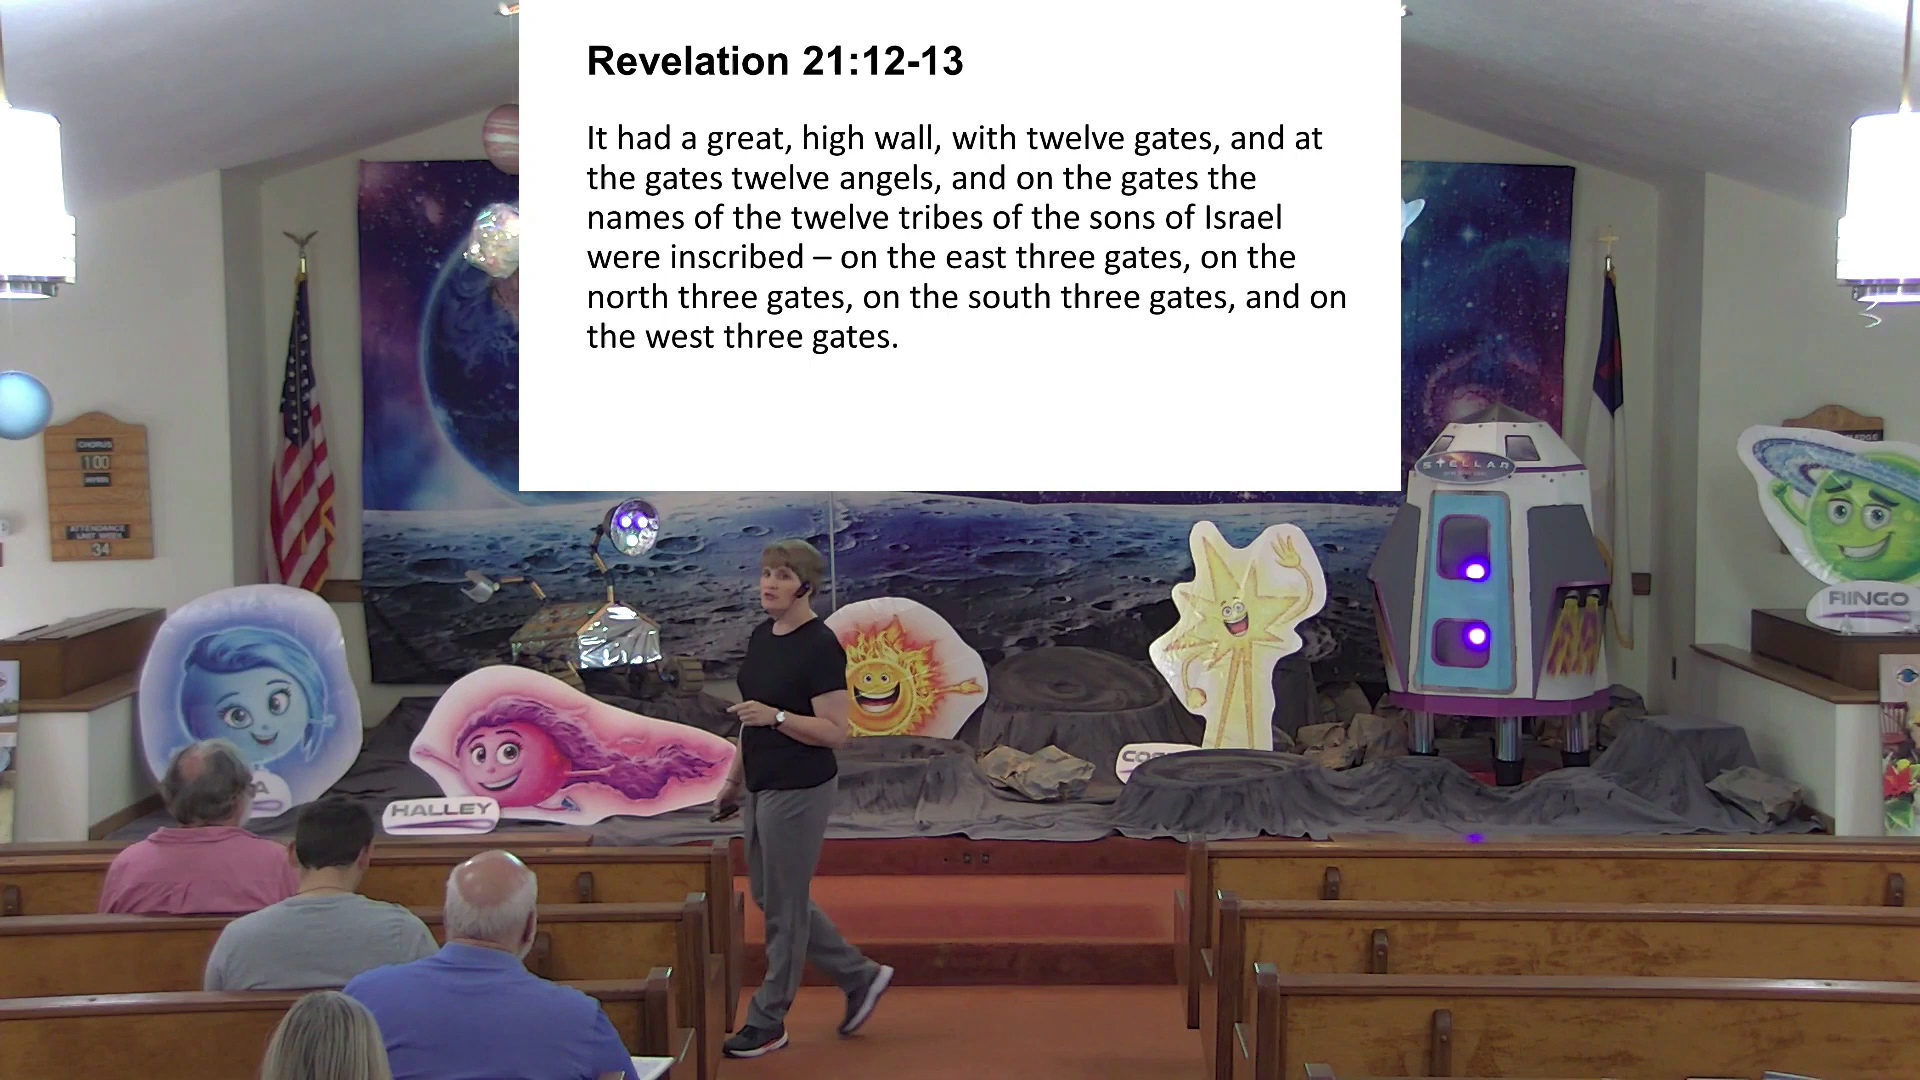 Revelation 21:12-13
It had a great, high wall, with twelve gates, and at
the gates twelve angels, and on the gates the
names of the twelve tribes of the sons of Israel
were inscribed – on the east three gates, on the
north three gates, on the south three gates, and on
the west three gates.
CHORUS
100
HYMN
ATTENDANCE
LAST WEEK
34
STELLAR
RINGO
HALLEY